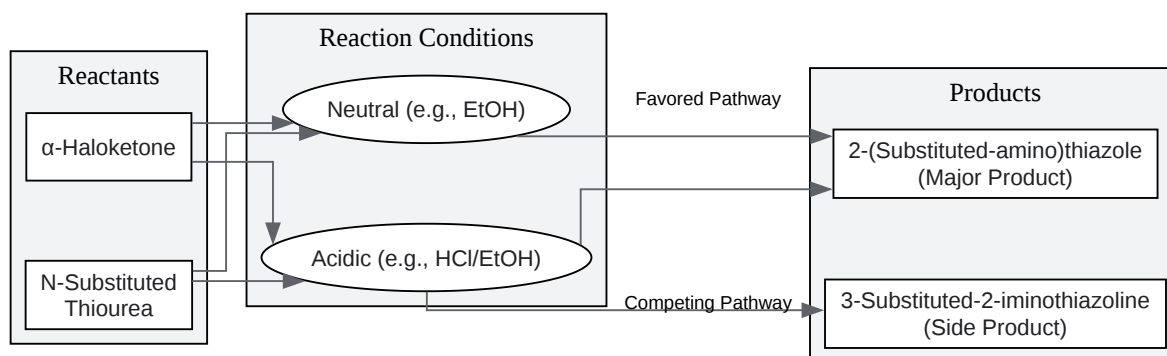 Reactants
α-Haloketone
N-Substituted
Thiourea
Reaction Conditions
Neutral (e.g., EtOH)
Acidic (e.g., HCl/EtOH)
Favored Pathway
Competing Pathway
Products
2-(Substituted-amino)thiazole
(Major Product)
3-Substituted-2-iminothiazoline
(Side Product)